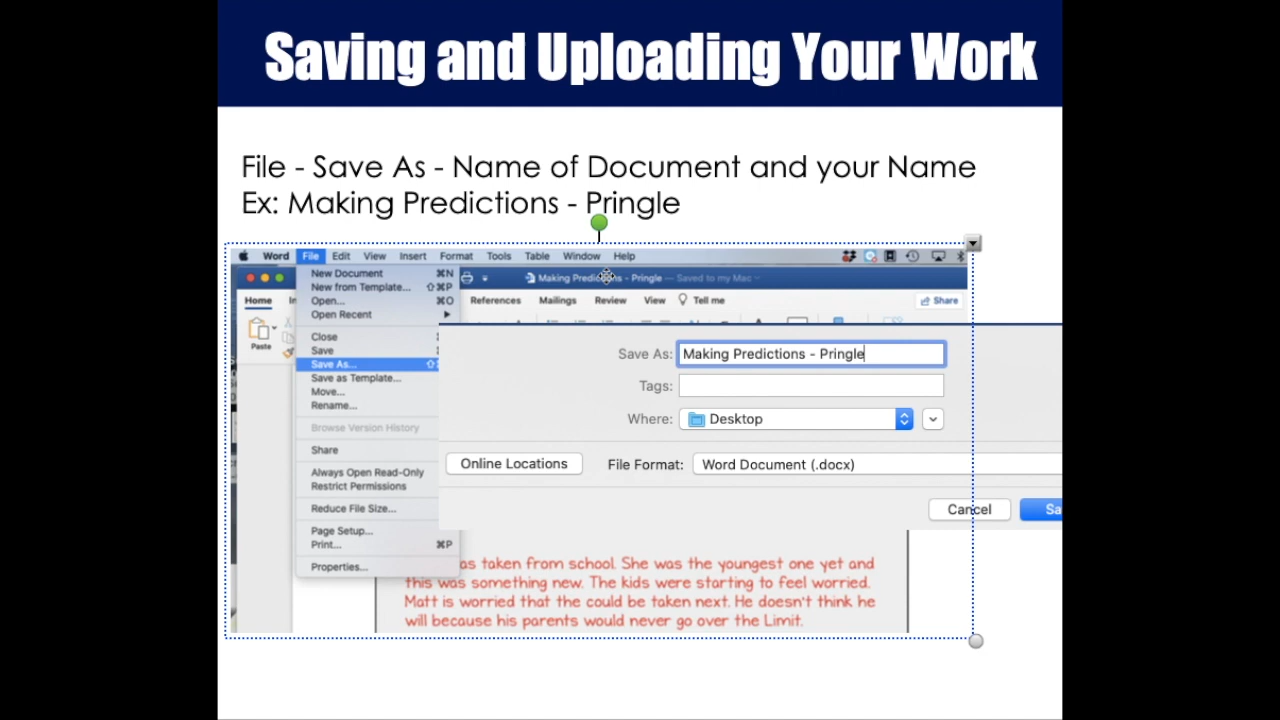 Saving and Uploading Your Work
File - Save As - Name of Document and your Name
Ex: Making Predictions - Pringle
Word File Edit View Insert Format Tools Table Window Help
New Document ⌘N
New from Template... ⇧⌘P
Open... ⌘O
Open Recent
Close
Save
Save As...
Save as Template...
Move...
Rename...
Browse Version History
Share
Always Open Read-Only
Restrict Permissions
Reduce File Size...
Page Setup...
Print... ⌘P
Properties...
Making Predictions - Pringle — Saved to my Mac
Home References Mailings Review View Tell me Share
Paste
Save As: Making Predictions - Pringle
Tags:
Where: Desktop
Online Locations File Format: Word Document (.docx)
Cancel Sa
as taken from school. She was the youngest one yet and
this was something new. The kids were starting to feel worried.
Matt is worried that the could be taken next. He doesn't think he
will because his parents would never go over the Limit.